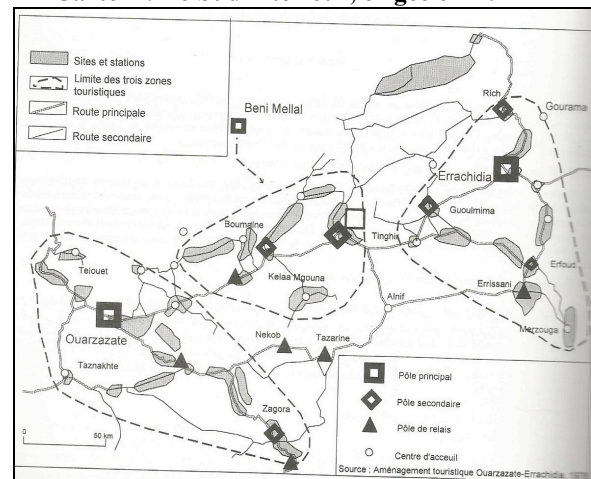 Sites et stations
Limite des trois zones
touristiques
Route principale
Route secondaire
Beni Mellal
Rich
Gourama
Errachidia
Goulmima
Boumalne
Tinghir
Kelaa Mgouna
Telouet
Erfoud
Errissani
Alnif
Merzouga
Ouarzazate
Nekob
Tazarine
Taznakhte
Zagora
0
50 km
Pôle principal
Pôle secondaire
Pôle de relais
Centre d'acceuil
Source : Aménagement touristique Ouarzazate-Errachidia,